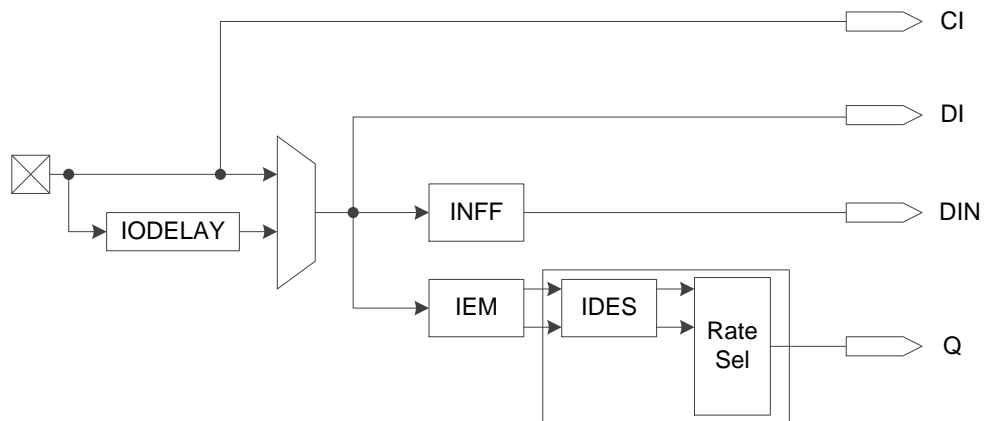 CI
DI
INFF
DIN
IODELAY
IEM
IDES
Rate
Sel
Q